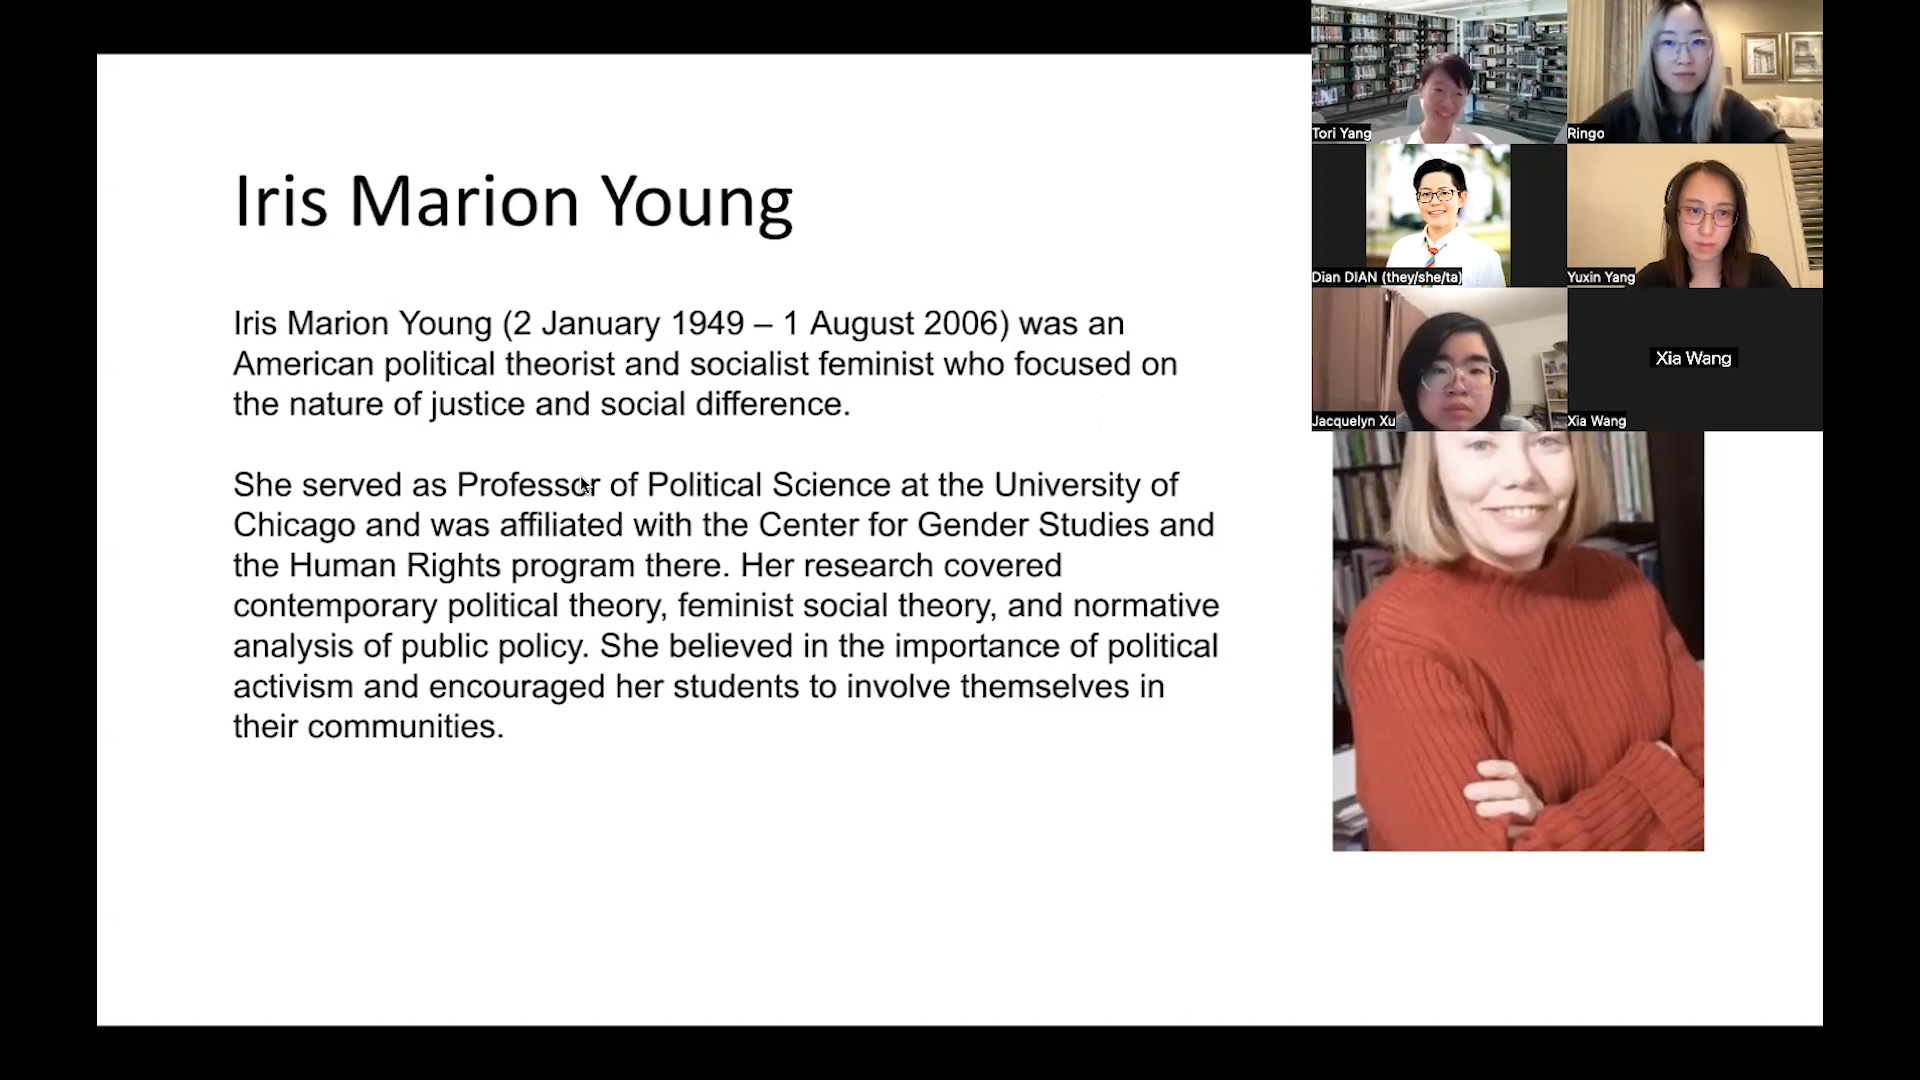 Iris Marion Young
Iris Marion Young (2 January 1949 – 1 August 2006) was an
American political theorist and socialist feminist who focused on
the nature of justice and social difference.
She served as Professor of Political Science at the University of
Chicago and was affiliated with the Center for Gender Studies and
the Human Rights program there. Her research covered
contemporary political theory, feminist social theory, and normative
analysis of public policy. She believed in the importance of political
activism and encouraged her students to involve themselves in
their communities.
Tori Yang
Ringo
Dian DIAN (they/she/ta)
Yuxin Yang
Jacquelyn Xu
Xia Wang
Xia Wang